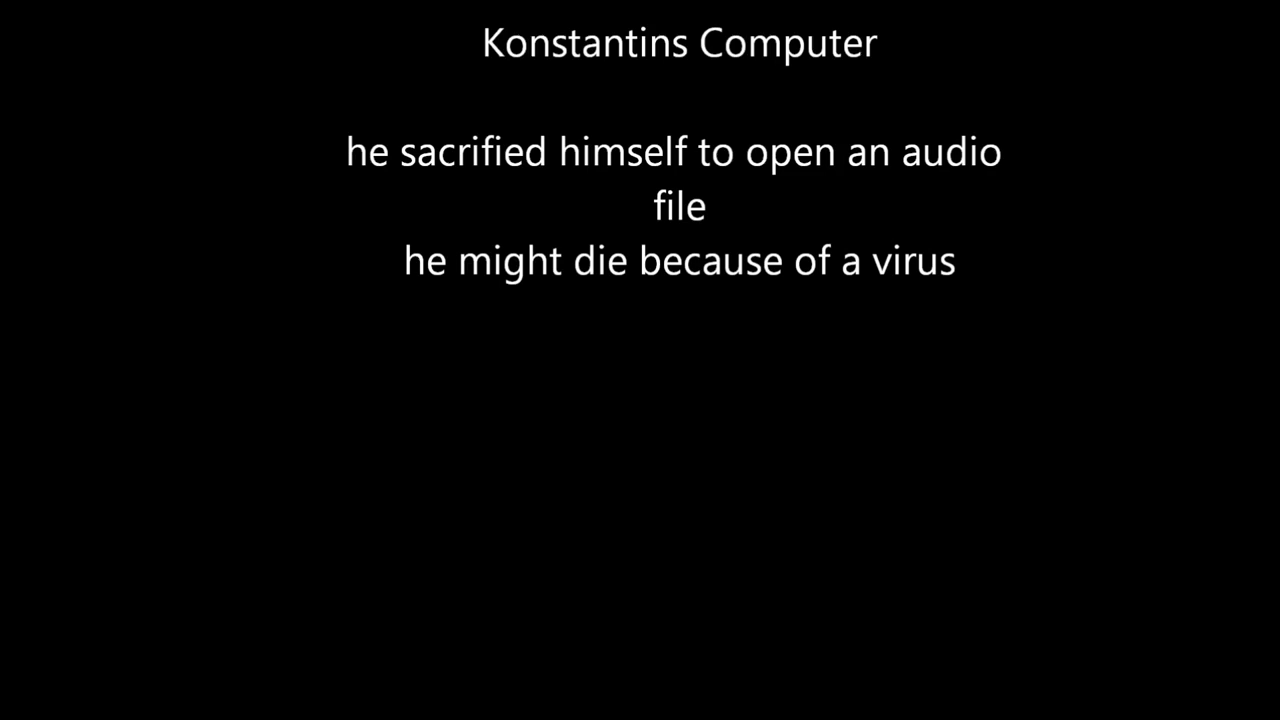 Konstantins Computer
he sacrified himself to open an audio
file
he might die because of a virus